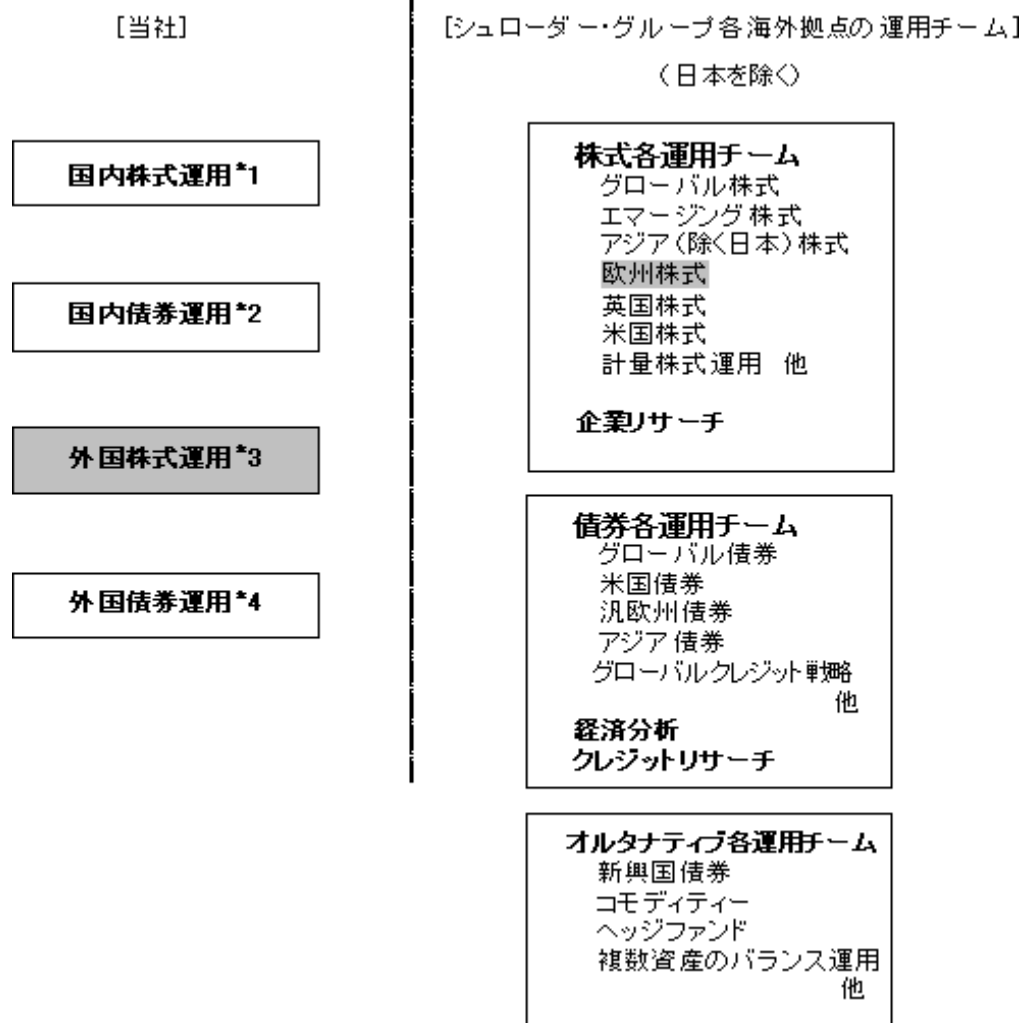 [当社]
国内株式運用*1
国内債券運用*2
外国株式運用*3
外国債券運用*4
[シュローダー・グループ各海外拠点の運用チーム]
（日本を除く）
株式各運用チーム
グローバル株式
エマージング株式
アジア（除く日本）株式
欧州株式
英国株式
米国株式
計量株式運用 他
企業リサーチ
債券各運用チーム
グローバル債券
米国債券
汎欧州債券
アジア債券
グローバルクレジット戦略
他
経済分析
クレジットリサーチ
オルタナティブ各運用チーム
新興国債券
コモディティー
ヘッジファンド
複数資産のバランス運用
他